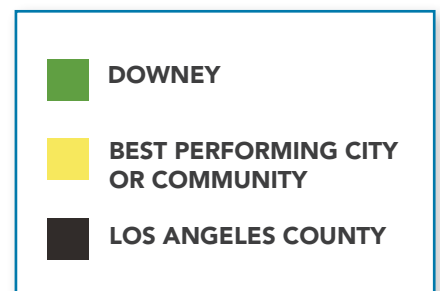 DOWNEY
BEST PERFORMING CITY
OR COMMUNITY
LOS ANGELES COUNTY